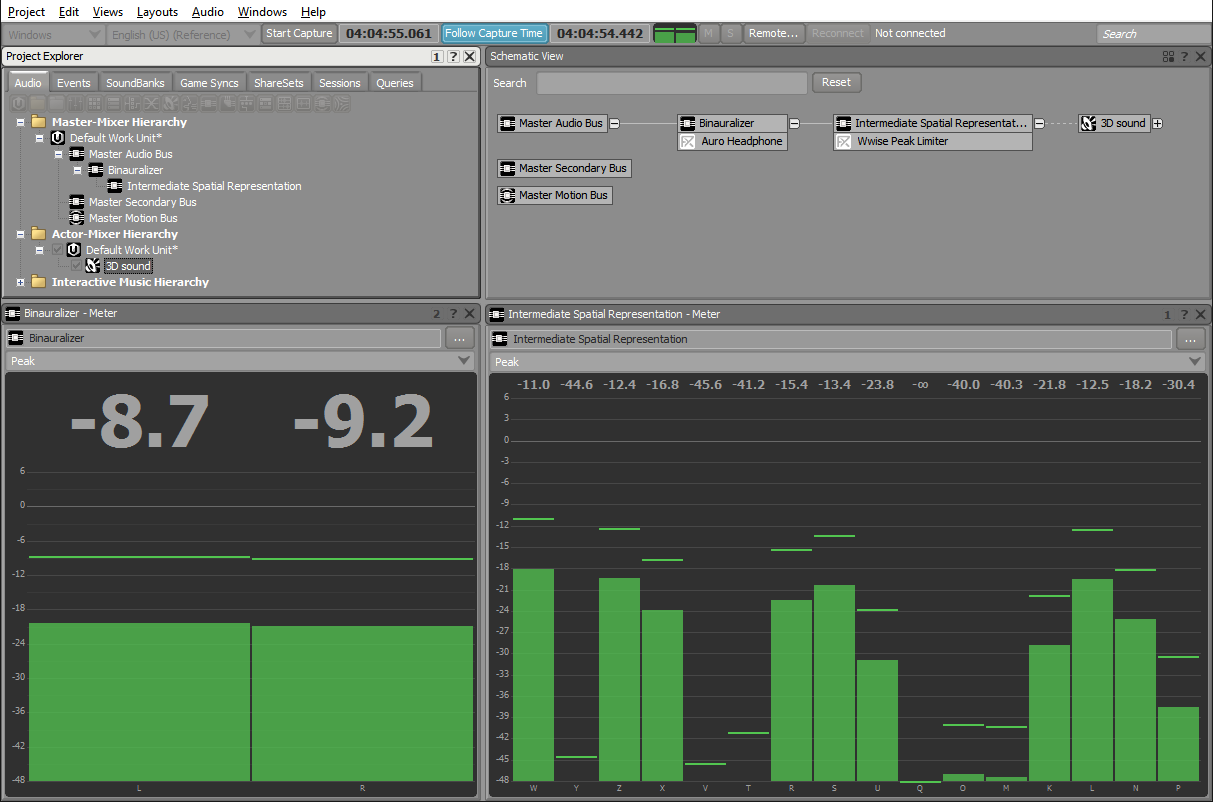 Project Edit Views Layouts Audio Windows Help
Windows English (US) (Reference) Start Capture 04:04:55.061 Follow Capture Time 04:04:54.442 M S Remote... Reconnect Not connected Search
Project Explorer 1 ?
Audio Events SoundBanks Game Syncs ShareSets Sessions Queries
Master-Mixer Hierarchy
Default Work Unit*
Master Audio Bus
Binauralizer
Intermediate Spatial Representation
Master Secondary Bus
Master Motion Bus
Actor-Mixer Hierarchy
Default Work Unit*
3D sound
Interactive Music Hierarchy
Schematic View ?
Search Reset
Master Audio Bus Binauralizer Intermediate Spatial Representat... 3D sound
FX Auro Headphone FX Wwise Peak Limiter
Master Secondary Bus
Master Motion Bus
Binauralizer - Meter 2 ?
Binauralizer ...
Peak
-8.7 -9.2
6
0
-6
-12
-18
-24
-30
-36
-42
-48
L R
Intermediate Spatial Representation - Meter 1 ?
Intermediate Spatial Representation ...
Peak
-11.0 -44.6 -12.4 -16.8 -45.6 -41.2 -15.4 -13.4 -23.8 -∞ -40.0 -40.3 -21.8 -12.5 -18.2 -30.4
6
3
0
-3
-6
-9
-12
-15
-18
-21
-24
-27
-30
-33
-36
-39
-42
-45
-48
W Y Z X V T R S U Q O M K L N P